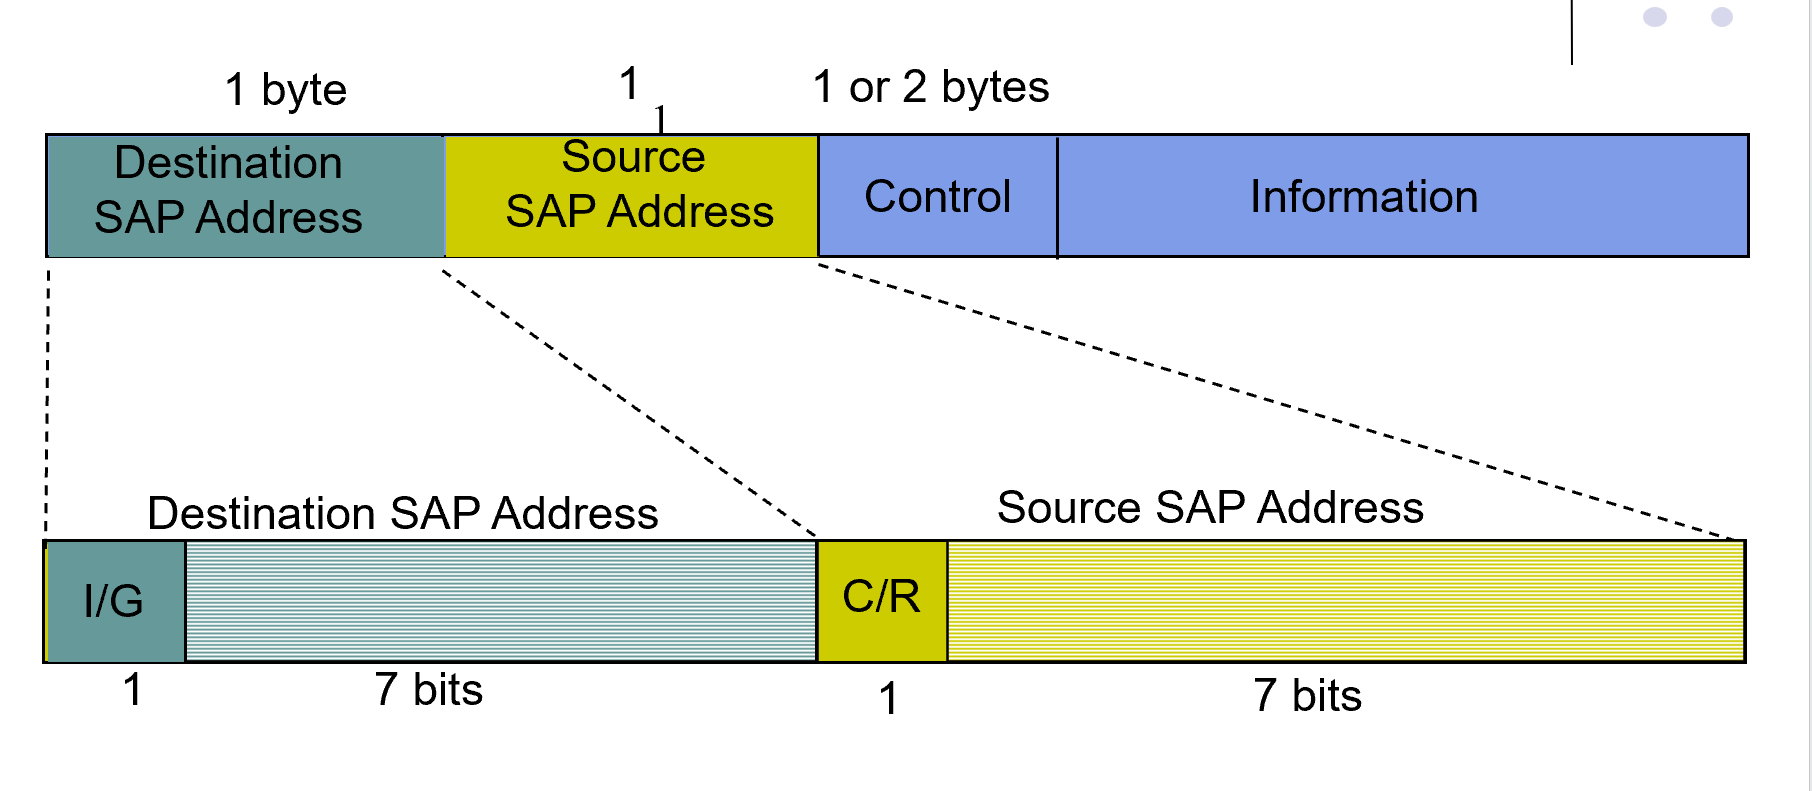 1 byte
1
1 or 2 bytes
1
Destination
SAP Address
Source
SAP Address
Control
Information
Destination SAP Address
Source SAP Address
I/G
C/R
1
7 bits
1
7 bits